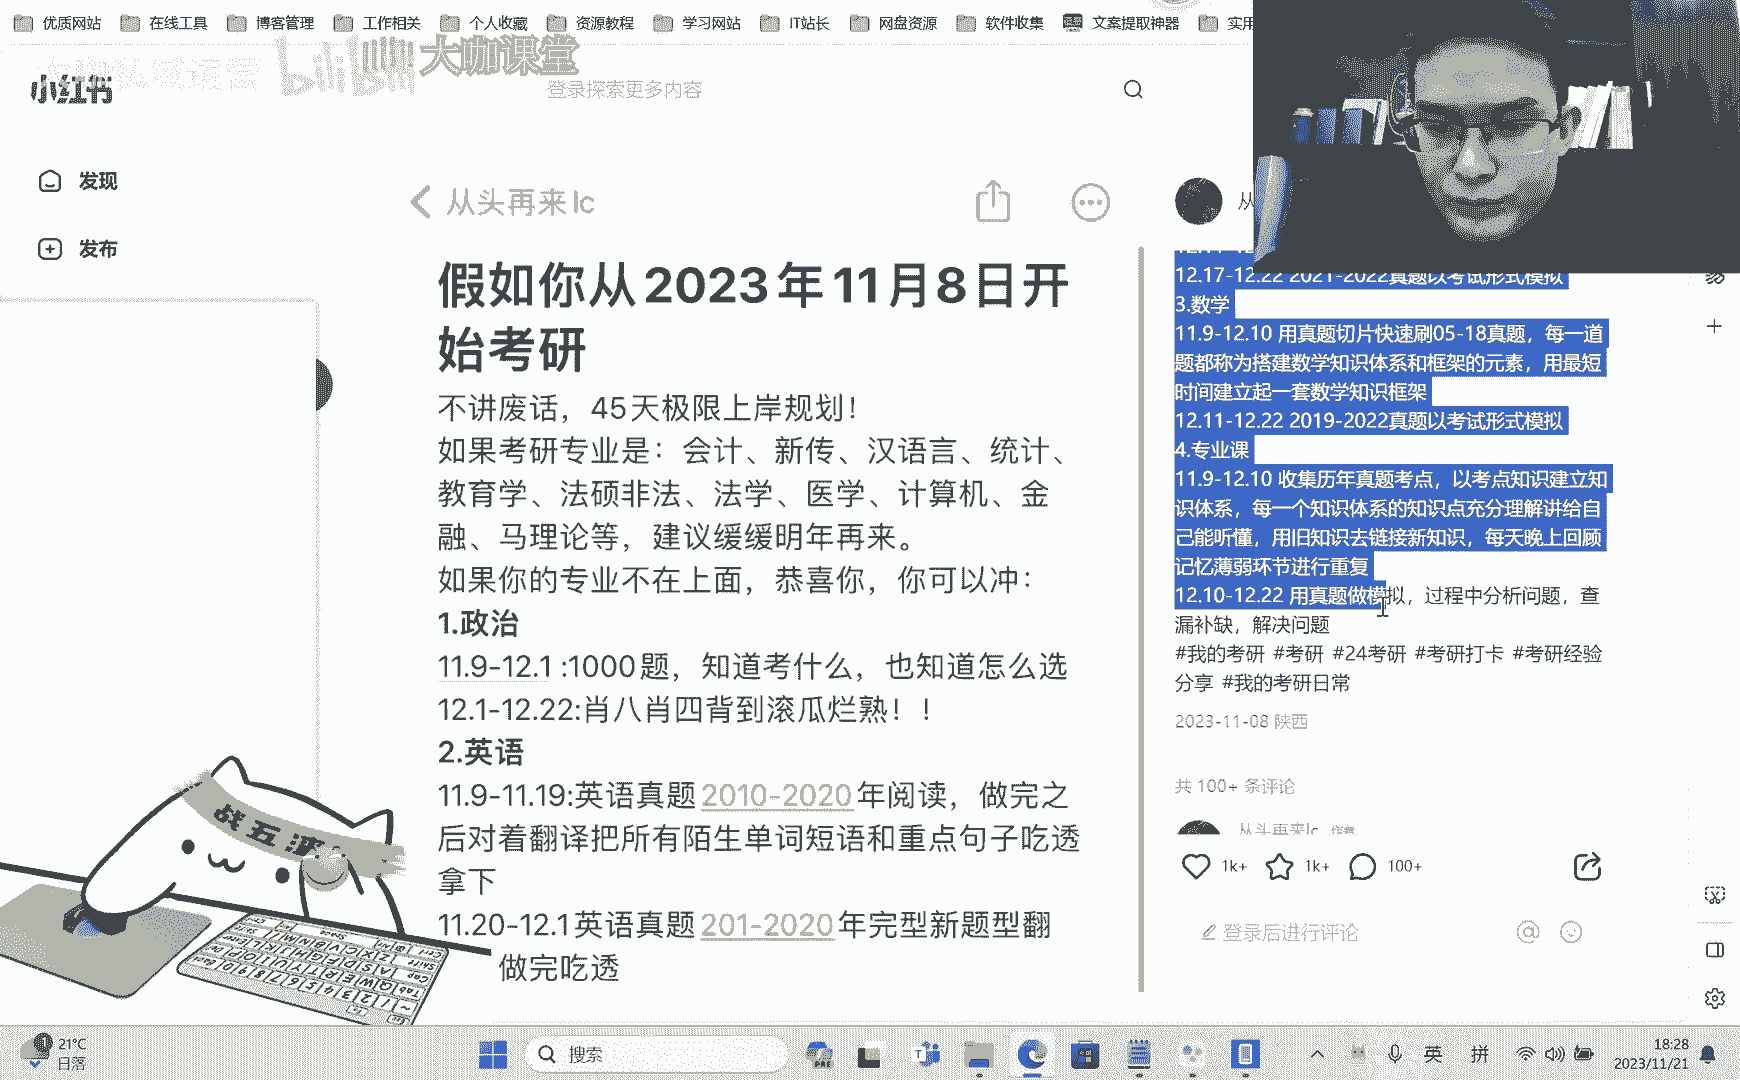 优质网站 在线工具 博客管理 工作相关 个人收藏 资源教程 学习网站 IT站长 网盘资源 软件收集 文案提取神器 实用
bilibili 大咖课堂
小红书
登录探索更多内容
发现
发布
从头再来lc
假如你从2023年11月8日开
始考研
不讲废话，45天极限上岸规划！
如果考研专业是：会计、新传、汉语言、统计、
教育学、法硕非法、法学、医学、计算机、金
融、马理论等，建议缓缓明年再来。
如果你的专业不在上面，恭喜你，你可以冲：
1.政治
11.9-12.1 :1000题，知道考什么，也知道怎么选
12.1-12.22:肖八肖四背到滚瓜烂熟！！
2.英语
11.9-11.19:英语真题2010-2020年阅读，做完之
后对着翻译把所有陌生单词短语和重点句子吃透
拿下
11.20-12.1英语真题201-2020年完型新题型翻
做完吃透
从
12.17-12.22 2021-2022真题以考试形式模拟
3.数学
11.9-12.10 用真题切片快速刷05-18真题，每一道
题都称为搭建数学知识体系和框架的元素，用最短
时间建立起一套数学知识框架
12.11-12.22 2019-2022真题以考试形式模拟
4.专业课
11.9-12.10 收集历年真题考点，以考点知识建立知
识体系，每一个知识体系的知识点充分理解讲给自
己能听懂，用旧知识去链接新知识，每天晚上回顾
记忆薄弱环节进行重复
12.10-12.22 用真题做模拟，过程中分析问题，查
漏补缺，解决问题
#我的考研 #考研 #24考研 #考研打卡 #考研经验
分享 #我的考研日常
2023-11-08 陕西
共 100+ 条评论
从头再来lc 作者
1k+ 1k+ 100+
登录后进行评论
21°C
日落
搜索
英 拼
18:28
2023/11/21